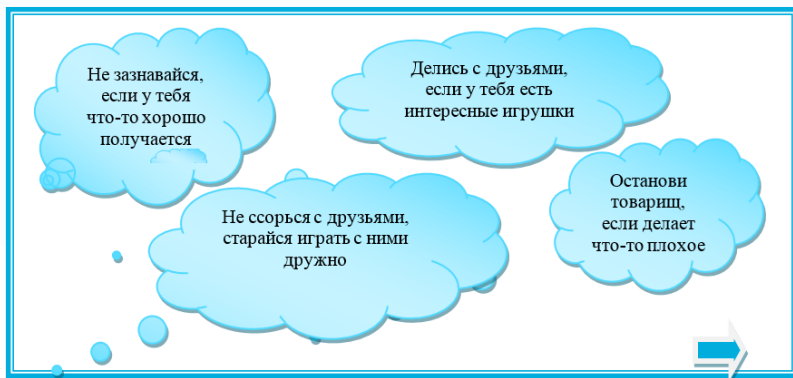 Не зазнавайся,
если у тебя
что-то хорошо
получается
Делись с друзьями,
если у тебя есть
интересные игрушки
Не ссорься с друзьями,
старайся играть с ними
дружно
Останови
товарищ,
если делает
что-то плохое